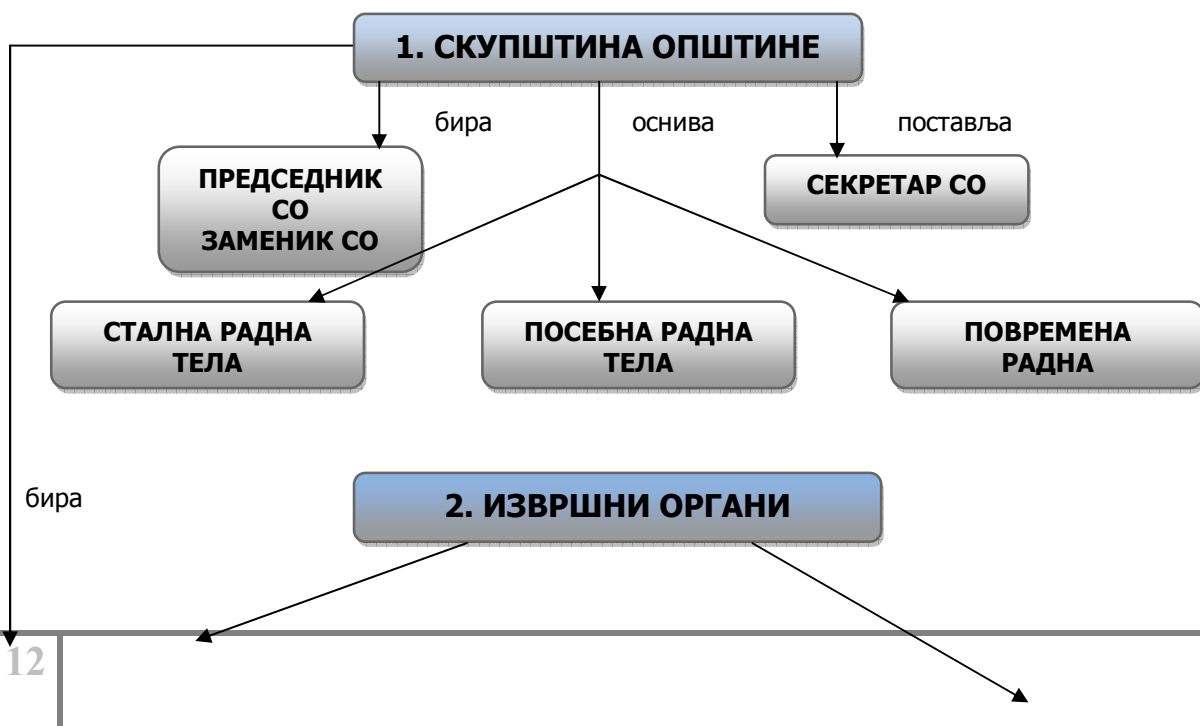 1. СКУПШТИНА ОПШТИНЕ
бира
оснива
поставља
ПРЕДСЕДНИК
СО
ЗАМЕНИК СО
СЕКРЕТАР СО
СТАЛНА РАДНА
ТЕЛА
ПОСЕБНА РАДНА
ТЕЛА
ПОВРЕМЕНА
РАДНА
бира
2. ИЗВРШНИ ОРГАНИ
12